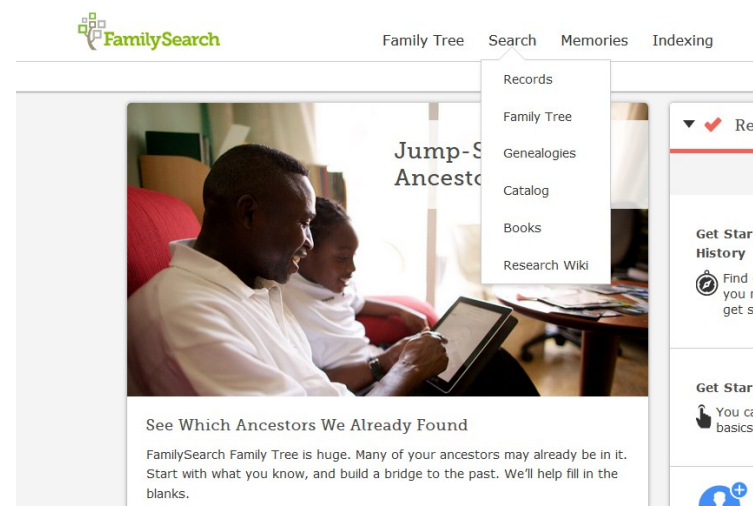 FamilySearch
Family Tree Search Memories Indexing
Records
Family Tree
Genealogies
Catalog
Books
Research Wiki
Jump-S
Ancesto
See Which Ancestors We Already Found
FamilySearch Family Tree is huge. Many of your ancestors may already be in it.
Start with what you know, and build a bridge to the past. We'll help fill in the
blanks.
Re
Get Star
History
Find
you
get s
Get Star
You ca
basics